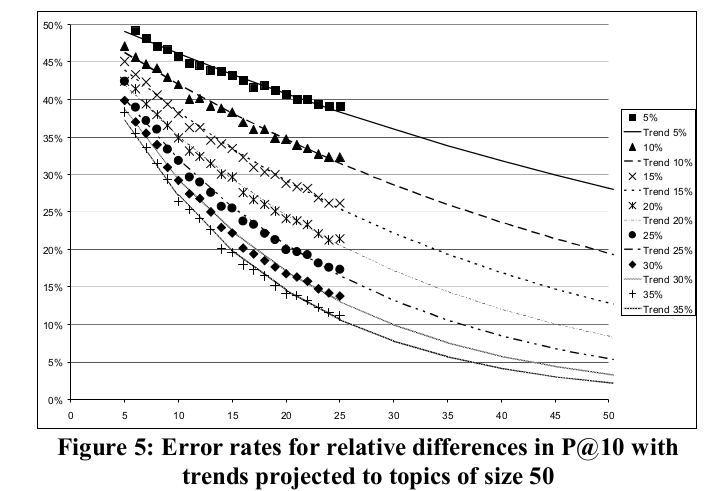 50%
45%
40%
35%
30%
25%
20%
15%
10%
5%
0%
0 5 10 15 20 25 30 35 40 45 50
5%
Trend 5%
10%
Trend 10%
15%
Trend 15%
20%
Trend 20%
25%
Trend 25%
30%
Trend 30%
35%
Trend 35%
Figure 5: Error rates for relative differences in P@10 with
trends projected to topics of size 50